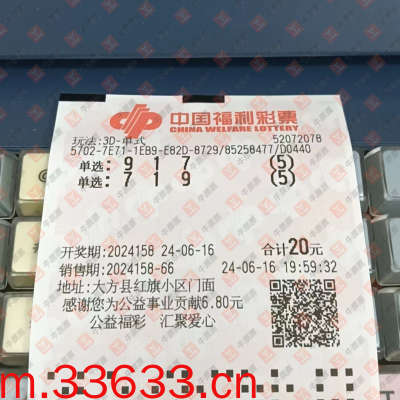 中国福利彩票
CHINA WELFARE LOTTERY
玩法:3D-单式 52072078
5702-7E71-1EB9-E82D-8729/85258477/D0440
单选: 9 1 7 (5)
单选: 7 1 9 (5)
开奖期:2024158 24-06-16 合计20元
销售期:2024158-66 24-06-16 19:59:32
地址:大方县红旗小区门面
感谢您为公益事业贡献6.80元
公益福彩 汇聚爱心
m.33633.cn